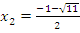 x₂ = (−1−√11)/2